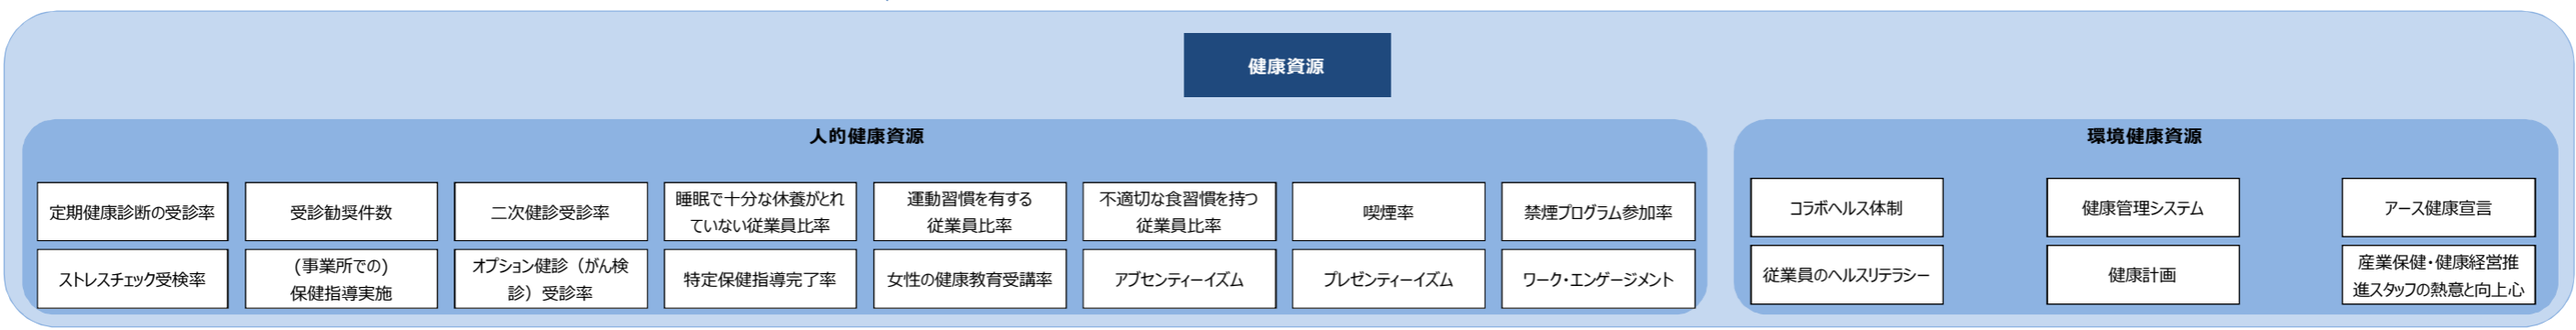 健康資源
人的健康資源
定期健康診断の受診率
受診勧奨件数
二次健診受診率
睡眠で十分な休養がとれ
ていない従業員比率
運動習慣を有する
従業員比率
不適切な食習慣を持つ
従業員比率
喫煙率
禁煙プログラム参加率
ストレスチェック受検率
(事業所での)
保健指導実施
オプション健診（がん検
診）受診率
特定保健指導完了率
女性の健康教育受講率
アブセンティーイズム
プレゼンティーイズム
ワーク・エンゲージメント
環境健康資源
コラボヘルス体制
健康管理システム
アース健康宣言
従業員のヘルスリテラシー
健康計画
産業保健・健康経営推
進スタッフの熱意と向上心